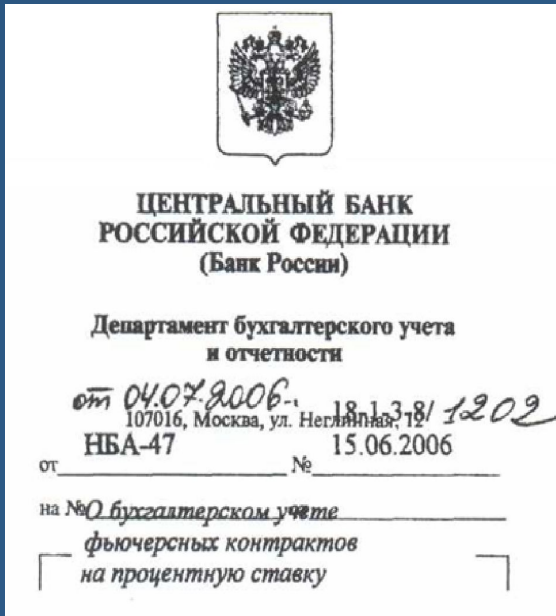 ЦЕНТРАЛЬНЫЙ БАНК
РОССИЙСКОЙ ФЕДЕРАЦИИ
(Банк России)
Департамент бухгалтерского учета
и отчетности
от 04.07.2006г. 18-1-3-8/1202
107016, Москва, ул. Неглинная, 12
НБА-47 15.06.2006
от №
на № от
О бухгалтерском учете
фьючерсных контрактов
на процентную ставку